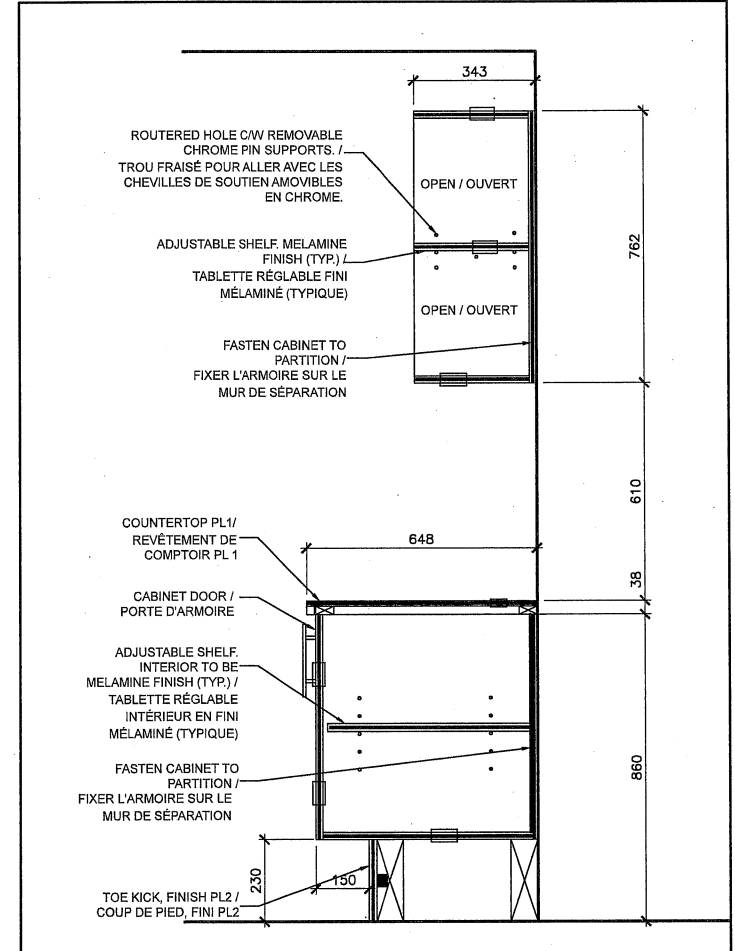 343
ROUTERED HOLE C/W REMOVABLE
CHROME PIN SUPPORTS. /
TROU FRAISÉ POUR ALLER AVEC LES
CHEVILLES DE SOUTIEN AMOVIBLES
EN CHROME.
OPEN / OUVERT
762
ADJUSTABLE SHELF. MELAMINE
FINISH (TYP.) /
TABLETTE RÉGLABLE FINI
MÉLAMINÉ (TYPIQUE)
OPEN / OUVERT
FASTEN CABINET TO
PARTITION /
FIXER L'ARMOIRE SUR LE
MUR DE SÉPARATION
610
COUNTERTOP PL1/
REVÊTEMENT DE
COMPTOIR PL 1
648
38
CABINET DOOR /
PORTE D'ARMOIRE
ADJUSTABLE SHELF.
INTERIOR TO BE
MELAMINE FINISH (TYP.) /
TABLETTE RÉGLABLE
INTÉRIEUR EN FINI
MÉLAMINÉ (TYPIQUE)
860
FASTEN CABINET TO
PARTITION /
FIXER L'ARMOIRE SUR LE
MUR DE SÉPARATION
230
150
TOE KICK, FINISH PL2 /
COUP DE PIED, FINI PL2